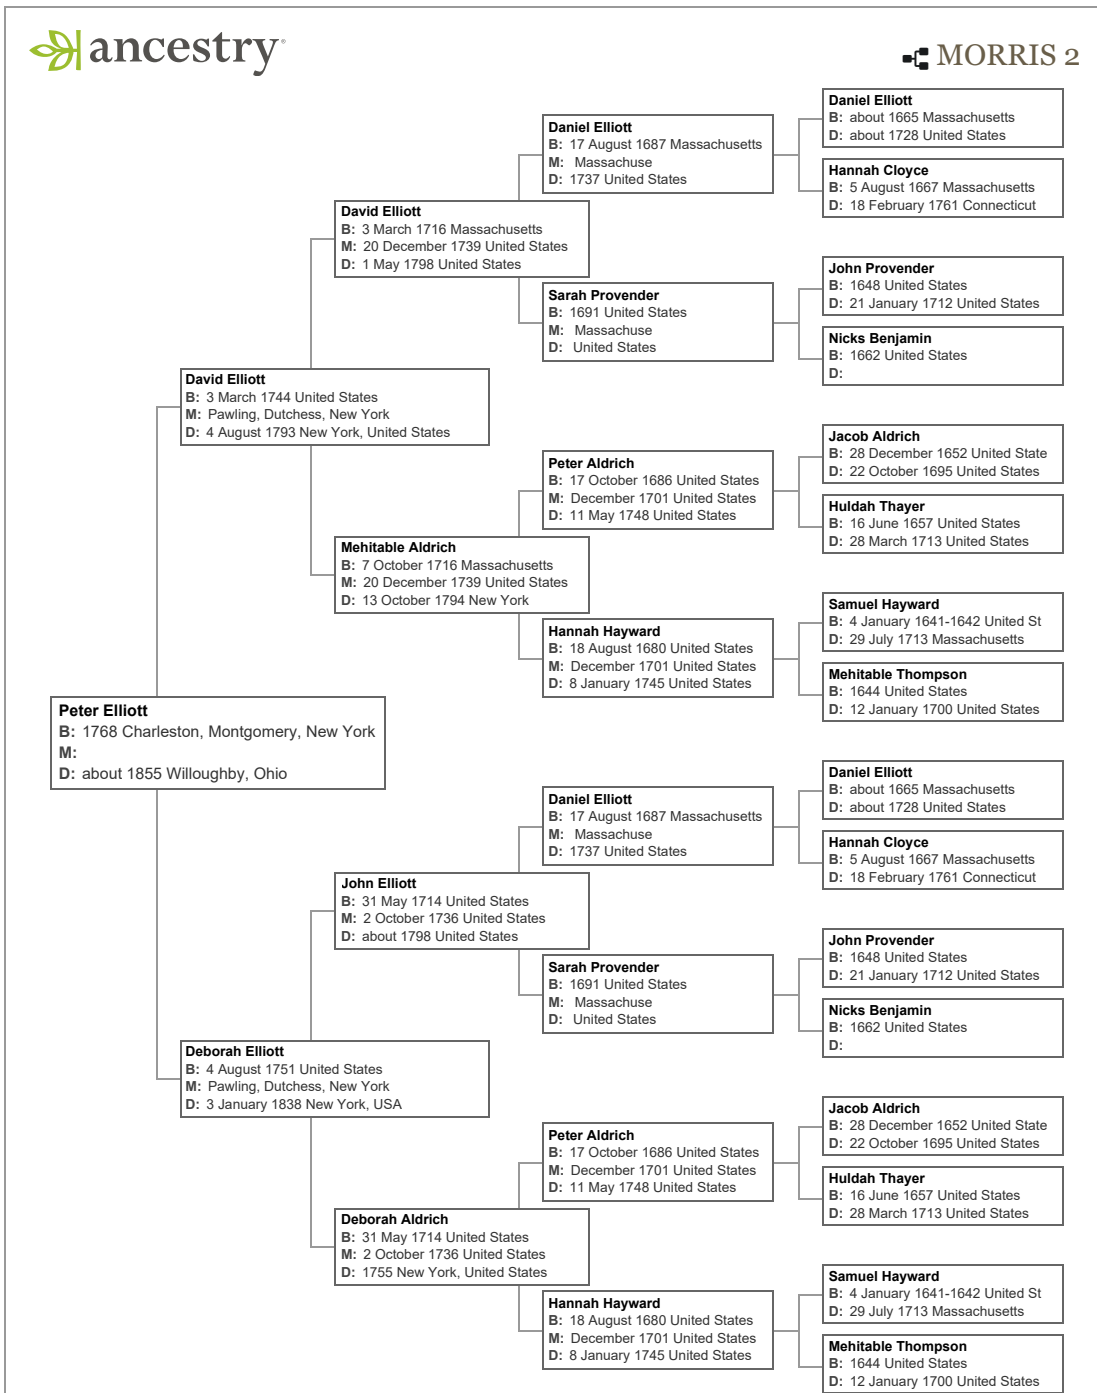 ancestry
MORRIS 2
Daniel Elliott
B: about 1665 Massachusetts
D: about 1728 United States
Daniel Elliott
B: 17 August 1687 Massachusetts
M: Massachuse
D: 1737 United States
Hannah Cloyce
B: 5 August 1667 Massachusetts
D: 18 February 1761 Connecticut
David Elliott
B: 3 March 1716 Massachusetts
M: 20 December 1739 United States
D: 1 May 1798 United States
John Provender
B: 1648 United States
D: 21 January 1712 United States
Sarah Provender
B: 1691 United States
M: Massachuse
D: United States
Nicks Benjamin
B: 1662 United States
D:
David Elliott
B: 3 March 1744 United States
M: Pawling, Dutchess, New York
D: 4 August 1793 New York, United States
Jacob Aldrich
B: 28 December 1652 United State
D: 22 October 1695 United States
Peter Aldrich
B: 17 October 1686 United States
M: December 1701 United States
D: 11 May 1748 United States
Huldah Thayer
B: 16 June 1657 United States
D: 28 March 1713 United States
Mehitable Aldrich
B: 7 October 1716 Massachusetts
M: 20 December 1739 United States
D: 13 October 1794 New York
Samuel Hayward
B: 4 January 1641-1642 United St
D: 29 July 1713 Massachusetts
Hannah Hayward
B: 18 August 1680 United States
M: December 1701 United States
D: 8 January 1745 United States
Mehitable Thompson
B: 1644 United States
D: 12 January 1700 United States
Peter Elliott
B: 1768 Charleston, Montgomery, New York
M:
D: about 1855 Willoughby, Ohio
Daniel Elliott
B: about 1665 Massachusetts
D: about 1728 United States
Daniel Elliott
B: 17 August 1687 Massachusetts
M: Massachuse
D: 1737 United States
Hannah Cloyce
B: 5 August 1667 Massachusetts
D: 18 February 1761 Connecticut
John Elliott
B: 31 May 1714 United States
M: 2 October 1736 United States
D: about 1798 United States
John Provender
B: 1648 United States
D: 21 January 1712 United States
Sarah Provender
B: 1691 United States
M: Massachuse
D: United States
Nicks Benjamin
B: 1662 United States
D:
Deborah Elliott
B: 4 August 1751 United States
M: Pawling, Dutchess, New York
D: 3 January 1838 New York, USA
Jacob Aldrich
B: 28 December 1652 United State
D: 22 October 1695 United States
Peter Aldrich
B: 17 October 1686 United States
M: December 1701 United States
D: 11 May 1748 United States
Huldah Thayer
B: 16 June 1657 United States
D: 28 March 1713 United States
Deborah Aldrich
B: 31 May 1714 United States
M: 2 October 1736 United States
D: 1755 New York, United States
Samuel Hayward
B: 4 January 1641-1642 United St
D: 29 July 1713 Massachusetts
Hannah Hayward
B: 18 August 1680 United States
M: December 1701 United States
D: 8 January 1745 United States
Mehitable Thompson
B: 1644 United States
D: 12 January 1700 United States